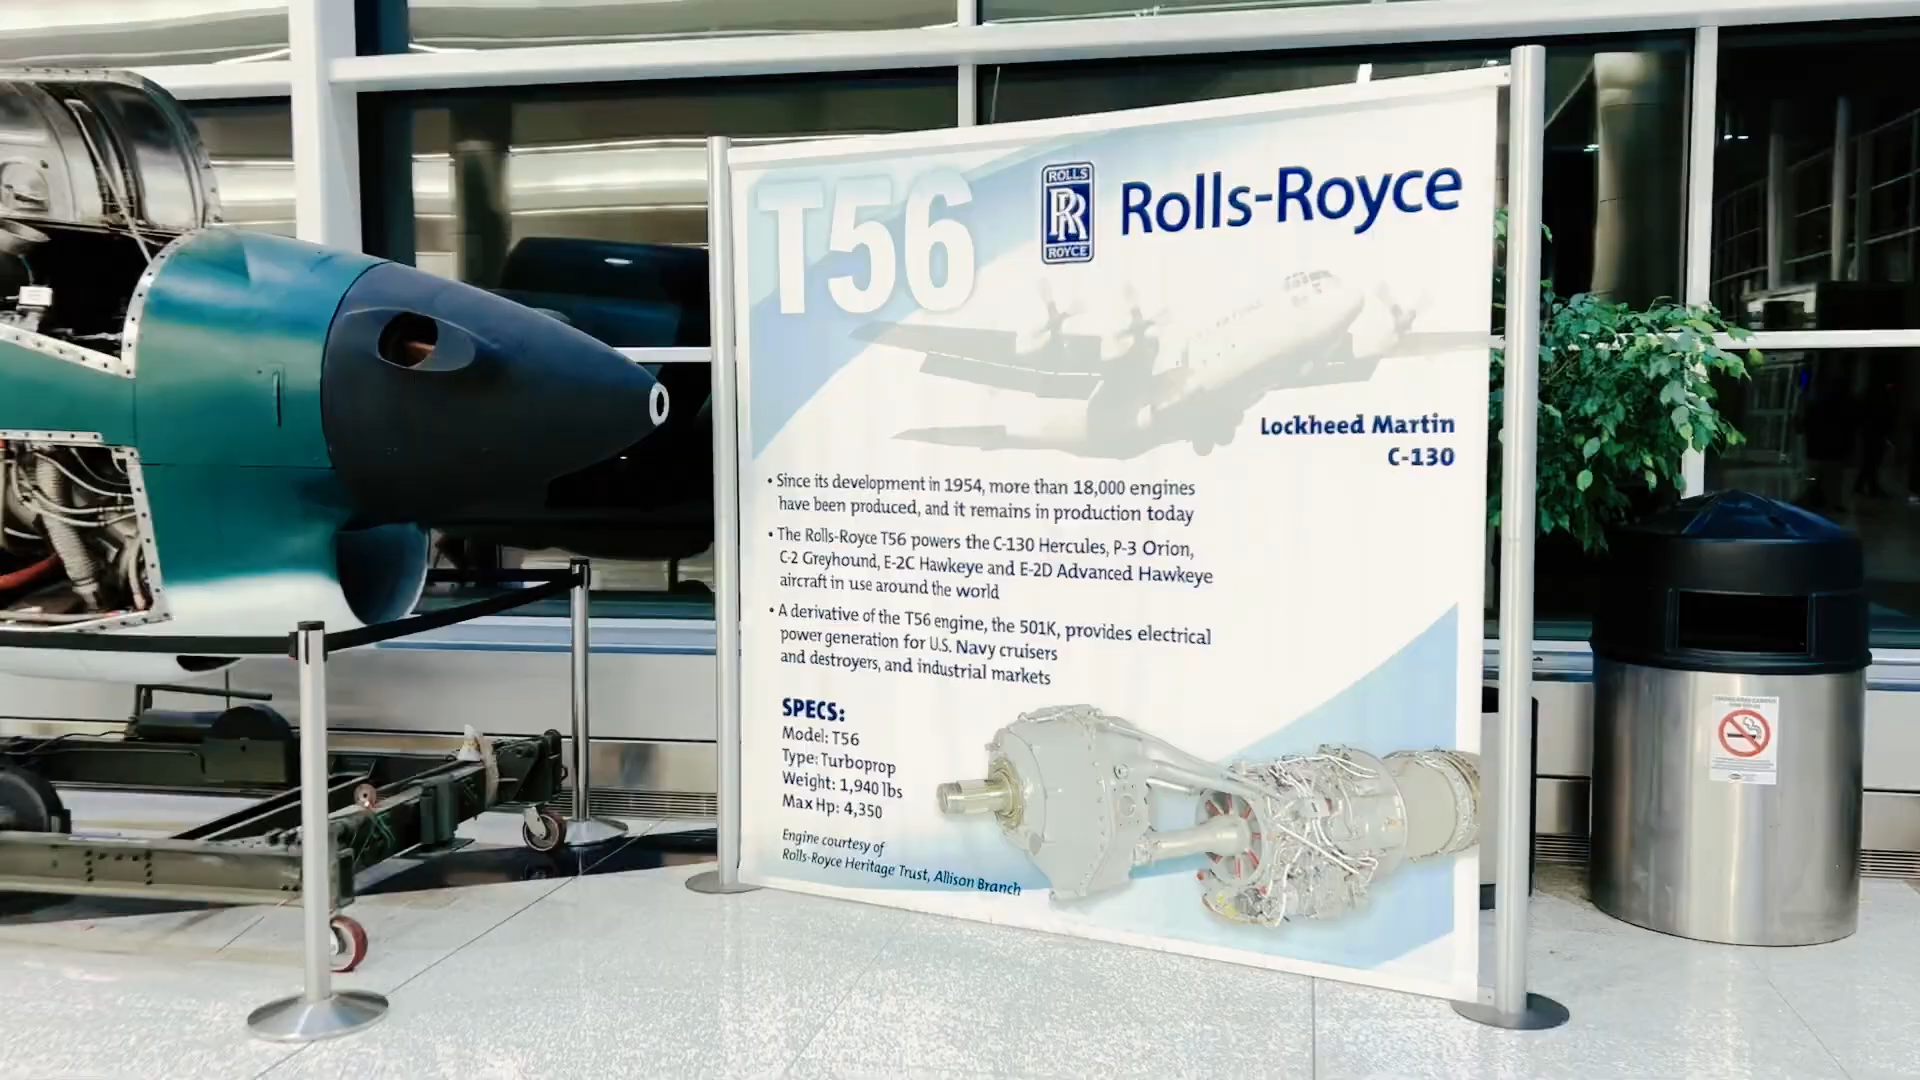 T56
ROLLS
RR
ROYCE
Rolls-Royce
Lockheed Martin
C-130
• Since its development in 1954, more than 18,000 engines
have been produced, and it remains in production today
• The Rolls-Royce T56 powers the C-130 Hercules, P-3 Orion,
C-2 Greyhound, E-2C Hawkeye and E-2D Advanced Hawkeye
aircraft in use around the world
• A derivative of the T56 engine, the 501K, provides electrical
power generation for U.S. Navy cruisers
and destroyers, and industrial markets
SPECS:
Model: T56
Type: Turboprop
Weight: 1,940 lbs
Max Hp: 4,350
Engine courtesy of
Rolls-Royce Heritage Trust, Allison Branch